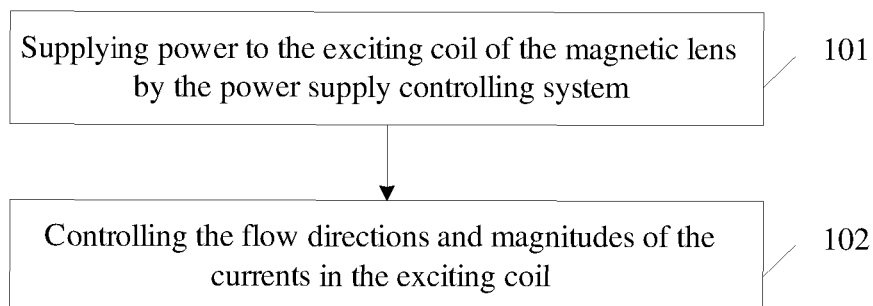 Supplying power to the exciting coil of the magnetic lens
by the power supply controlling system
101
Controlling the flow directions and magnitudes of the
currents in the exciting coil
102